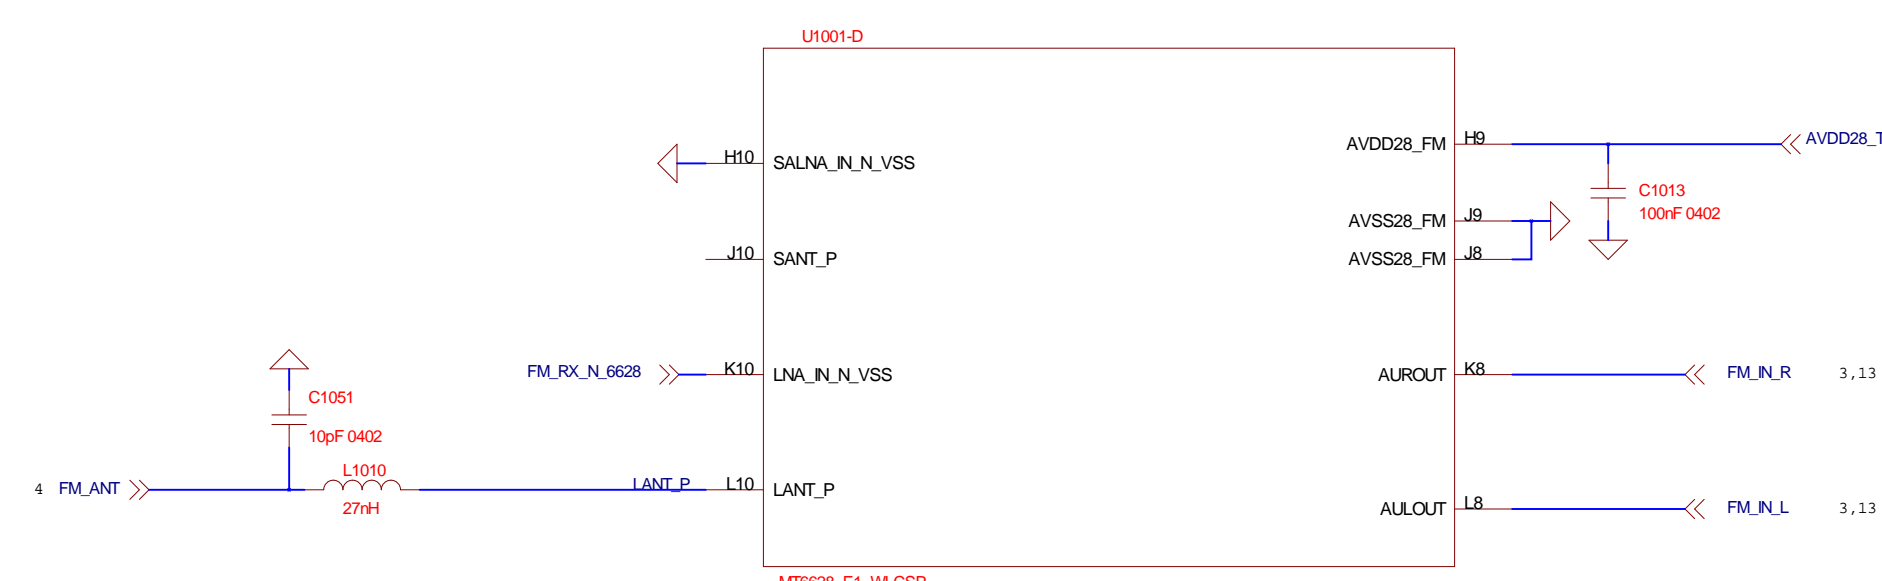 U1001-D
H10 SALNA_IN_N_VSS
AVDD28_FM H9
AVDD28_T
C1013
100nF 0402
AVSS28_FM J9
J10 SANT_P
AVSS28_FM J8
FM_RX_N_6628 K10 LNA_IN_N_VSS
AUROUT K8 FM_IN_R 3,13
C1051
10pF 0402
L1010
27nH
4 FM_ANT
LANT_P L10 LANT_P
AULOUT L8 FM_IN_L 3,13
MT6628_E1_WLCSP